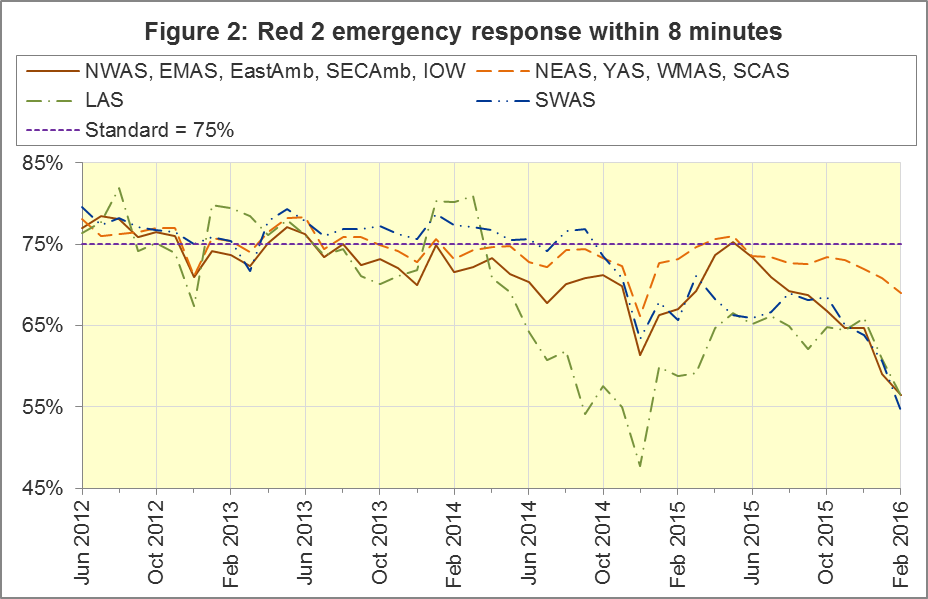 Figure 2: Red 2 emergency response within 8 minutes
NWAS, EMAS, EastAmb, SECAmb, IOW
NEAS, YAS, WMAS, SCAS
LAS
SWAS
Standard = 75%
85%
75%
65%
55%
45%
Jun 2012
Oct 2012
Feb 2013
Jun 2013
Oct 2013
Feb 2014
Jun 2014
Oct 2014
Feb 2015
Jun 2015
Oct 2015
Feb 2016